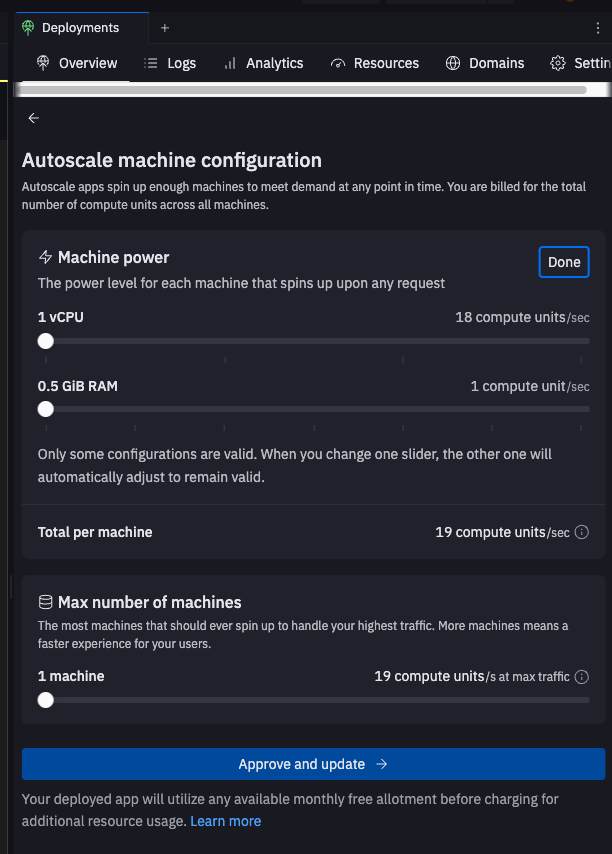 Deployments
Overview Logs Analytics Resources Domains Settin
Autoscale machine configuration
Autoscale apps spin up enough machines to meet demand at any point in time. You are billed for the total
number of compute units across all machines.
Machine power
Done
The power level for each machine that spins up upon any request
1 vCPU 18 compute units/sec
0.5 GiB RAM 1 compute unit/sec
Only some configurations are valid. When you change one slider, the other one will
automatically adjust to remain valid.
Total per machine 19 compute units/sec
Max number of machines
The most machines that should ever spin up to handle your highest traffic. More machines means a
faster experience for your users.
1 machine 19 compute units/s at max traffic
Approve and update →
Your deployed app will utilize any available monthly free allotment before charging for
additional resource usage. Learn more